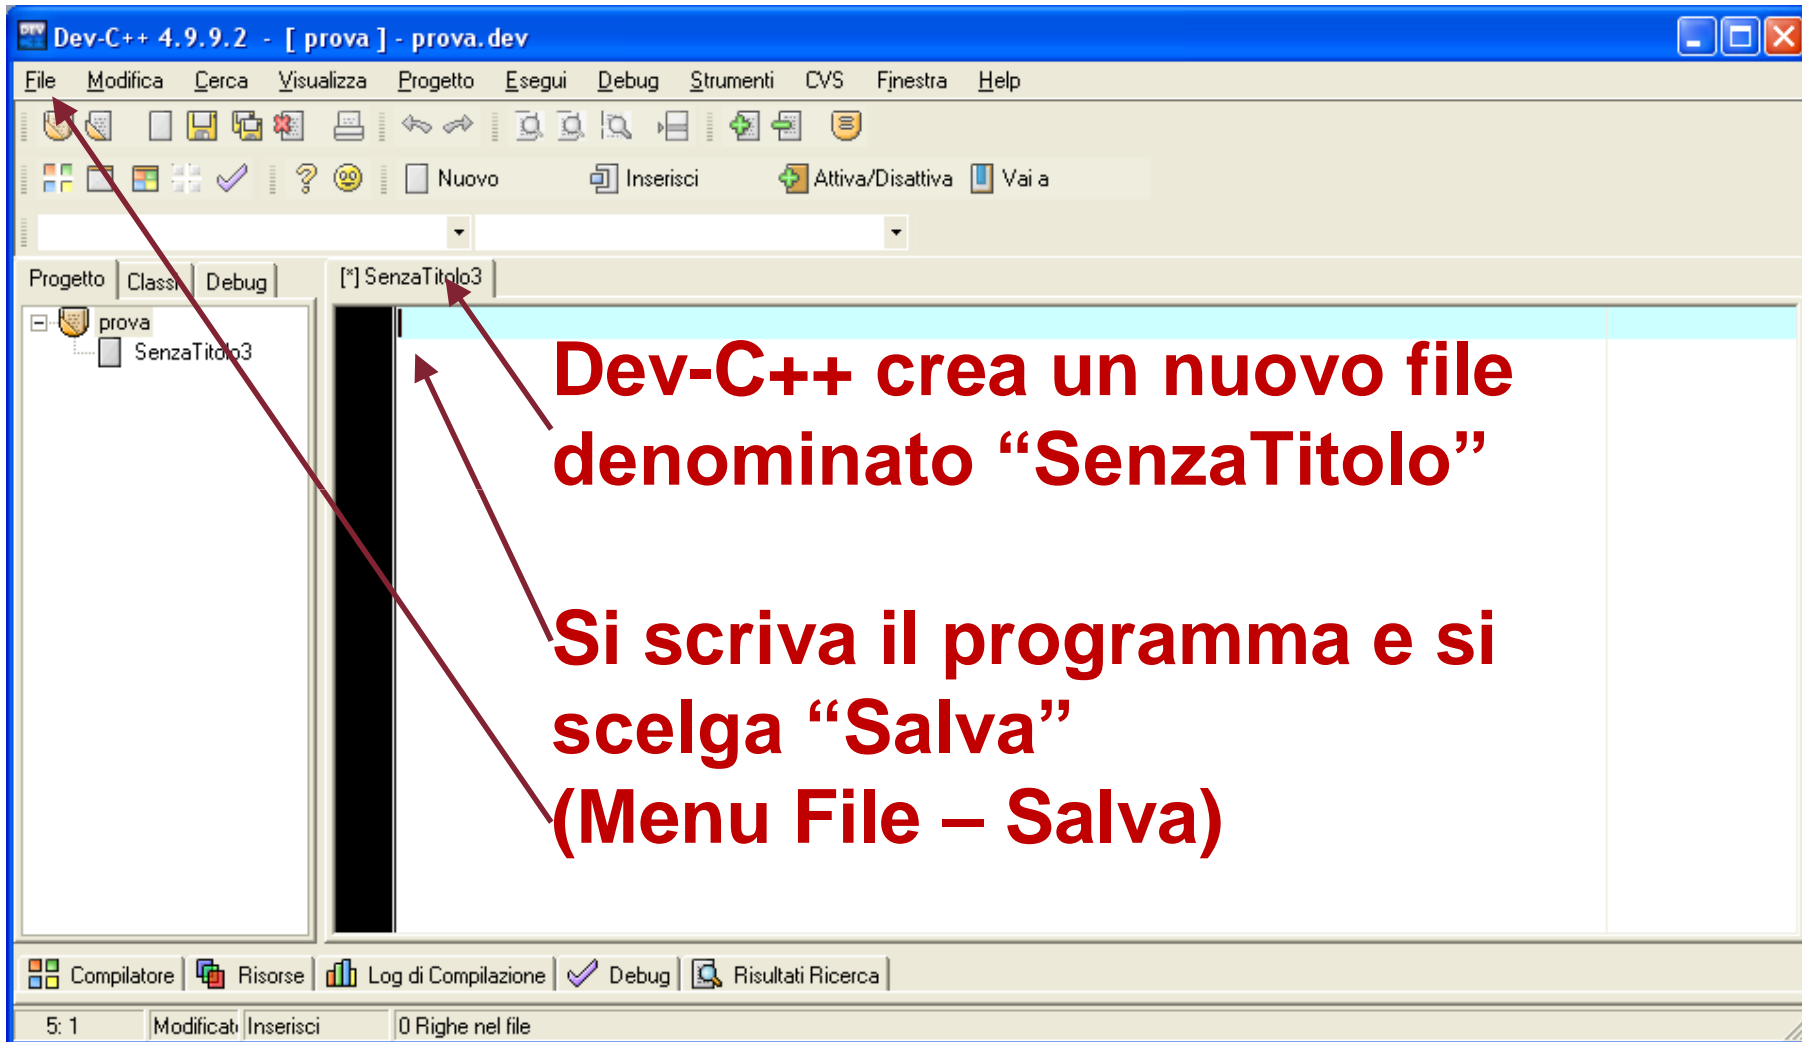 Dev-C++ 4.9.9.2 - [ prova ] - prova.dev
File Modifica Cerca Visualizza Progetto Esegui Debug Strumenti CVS Finestra Help
Nuovo Inserisci Attiva/Disattiva Vai a
Progetto Classi Debug [*] SenzaTitolo3
prova
SenzaTitolo3
Dev-C++ crea un nuovo file
denominato “SenzaTitolo”
Si scriva il programma e si
scelga “Salva”
(Menu File – Salva)
Compilatore Risorse Log di Compilazione Debug Risultati Ricerca
5: 1 Modificato Inserisci 0 Righe nel file